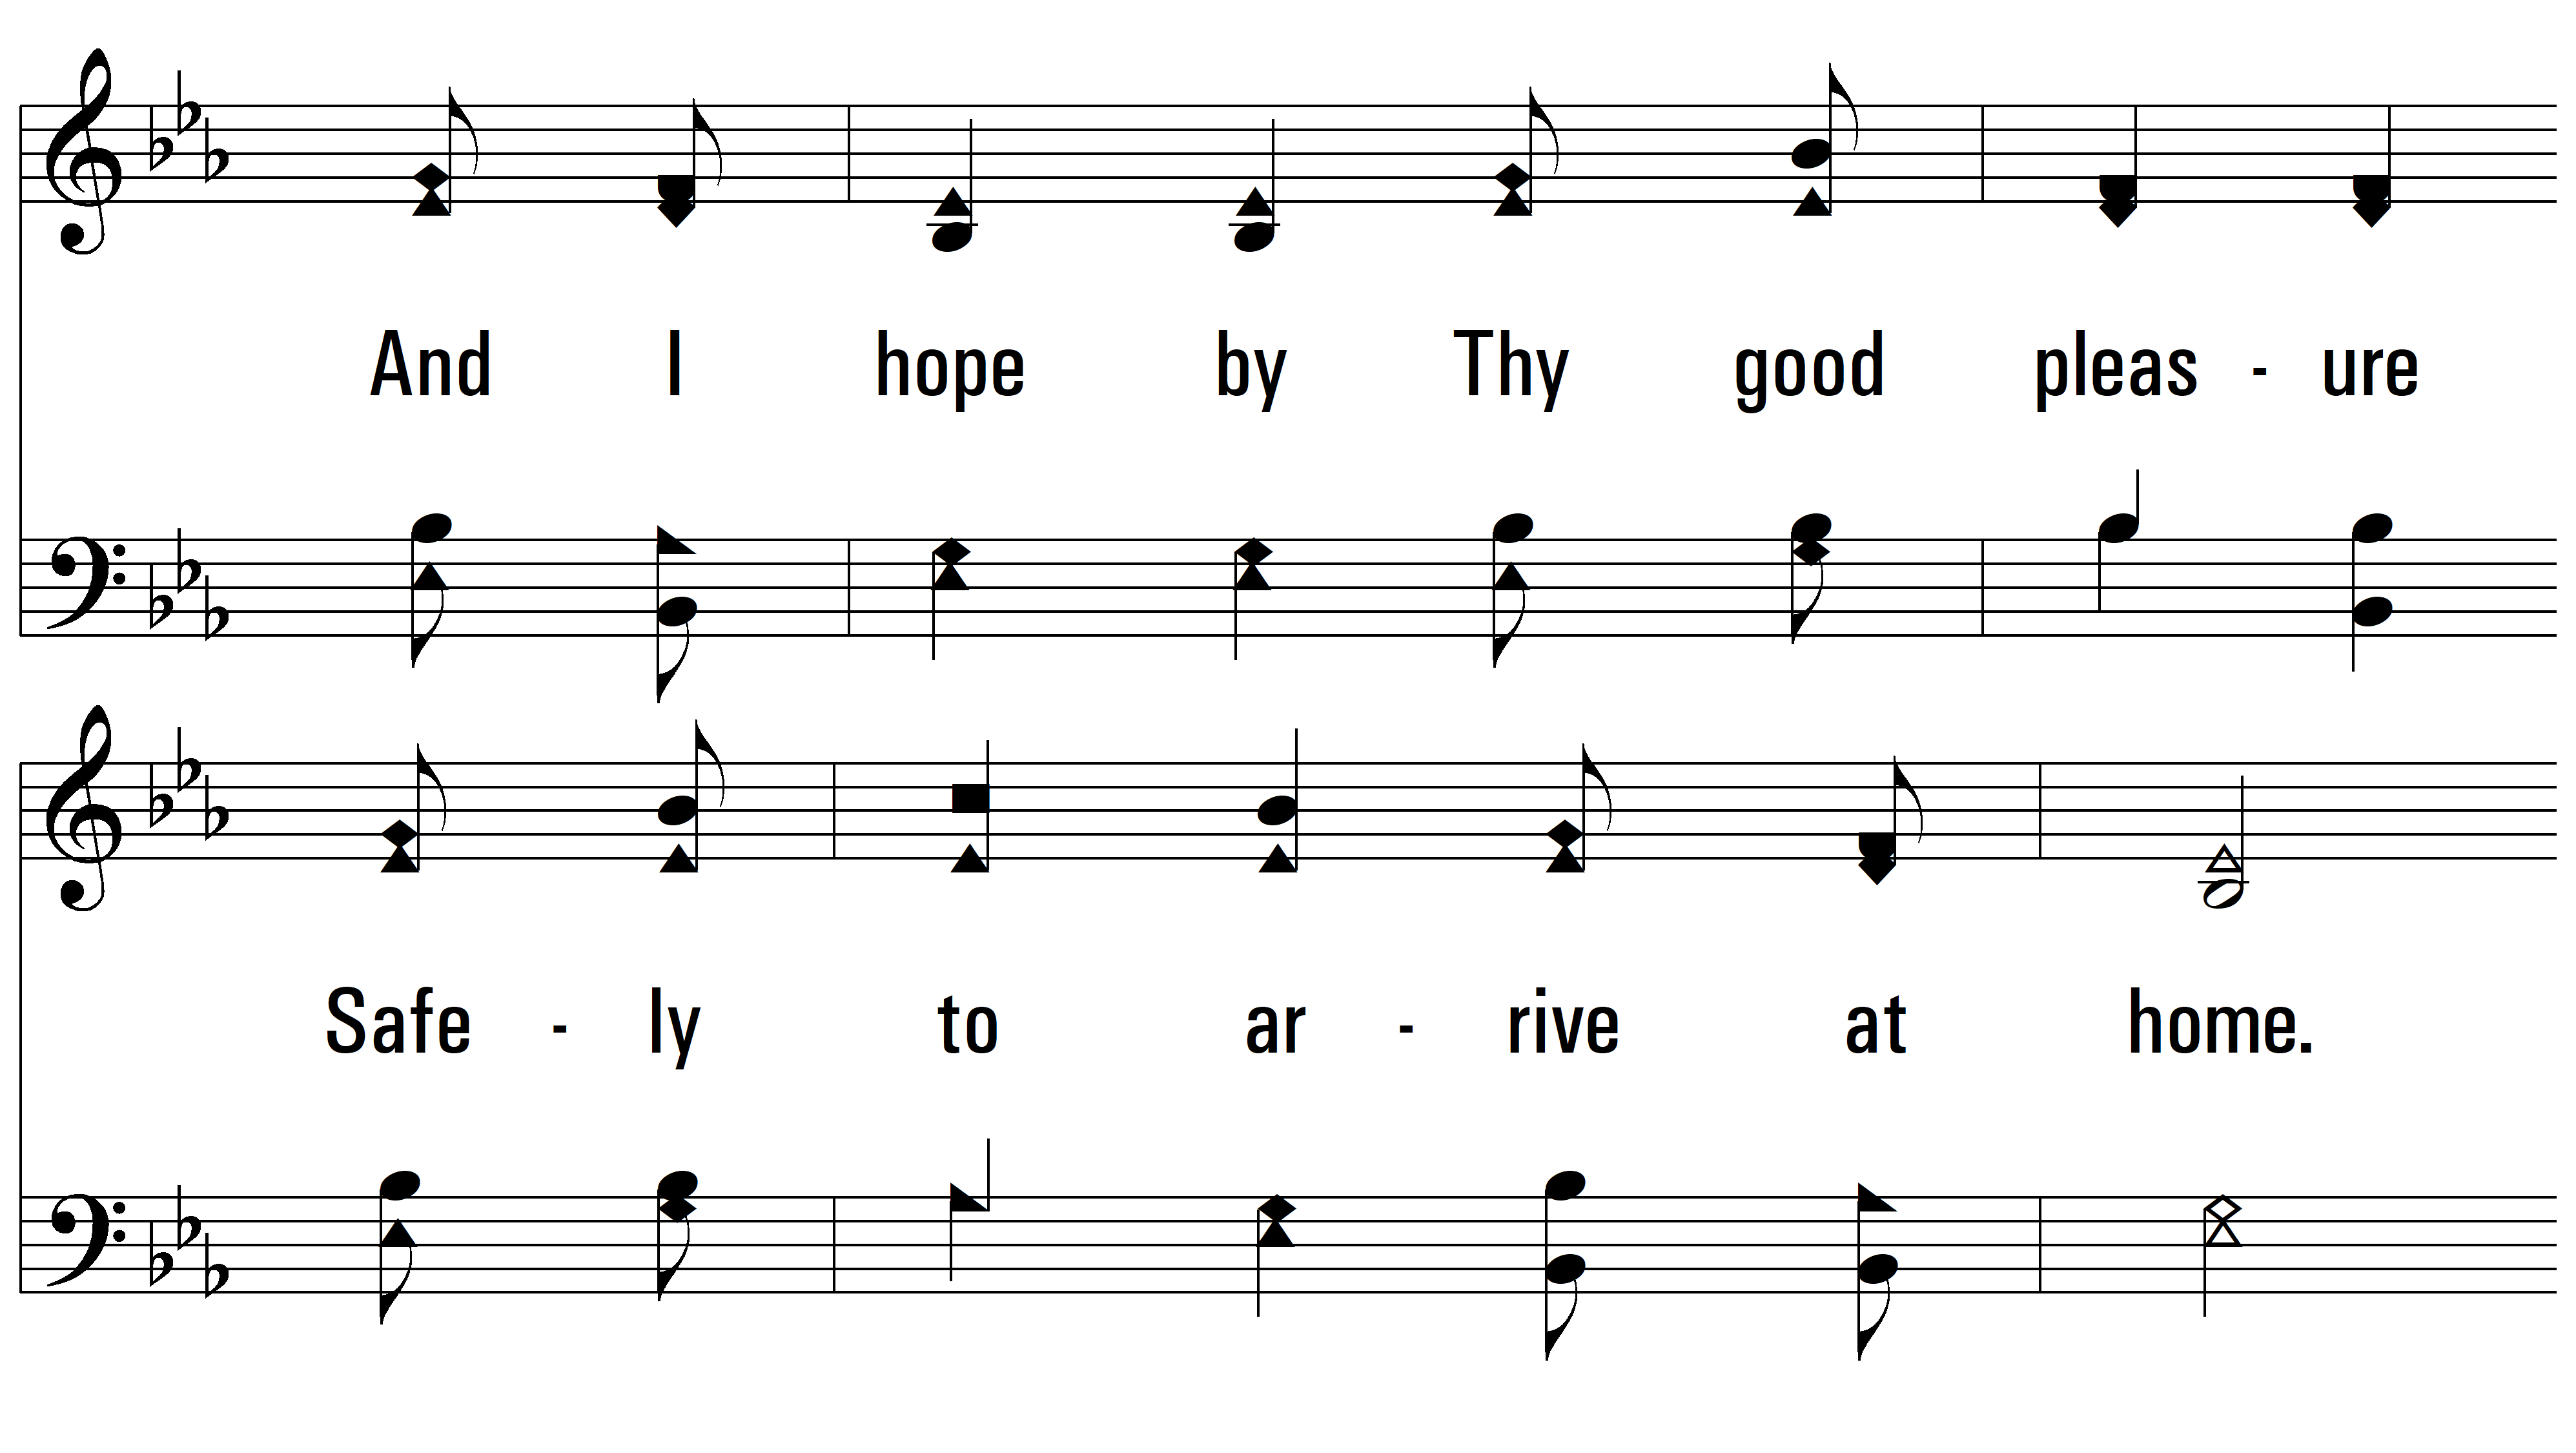 And I hope by Thy good pleas - ure
Safe - ly to ar - rive at home.